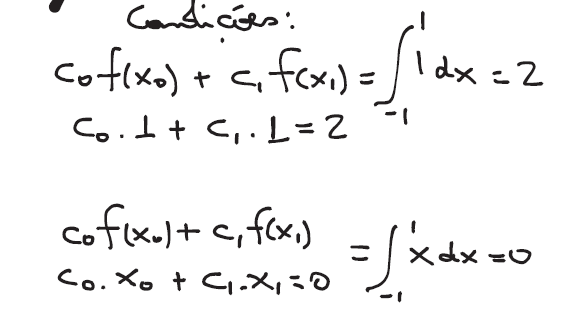 Condições:
c₀f(x₀) + c₁f(x₁) = ∫₋₁¹ 1 dx = 2
c₀ . 1 + c₁ . 1 = 2
c₀f(x₀) + c₁f(x₁) = ∫₋₁¹ x dx = 0
c₀ . x₀ + c₁ . x₁ = 0